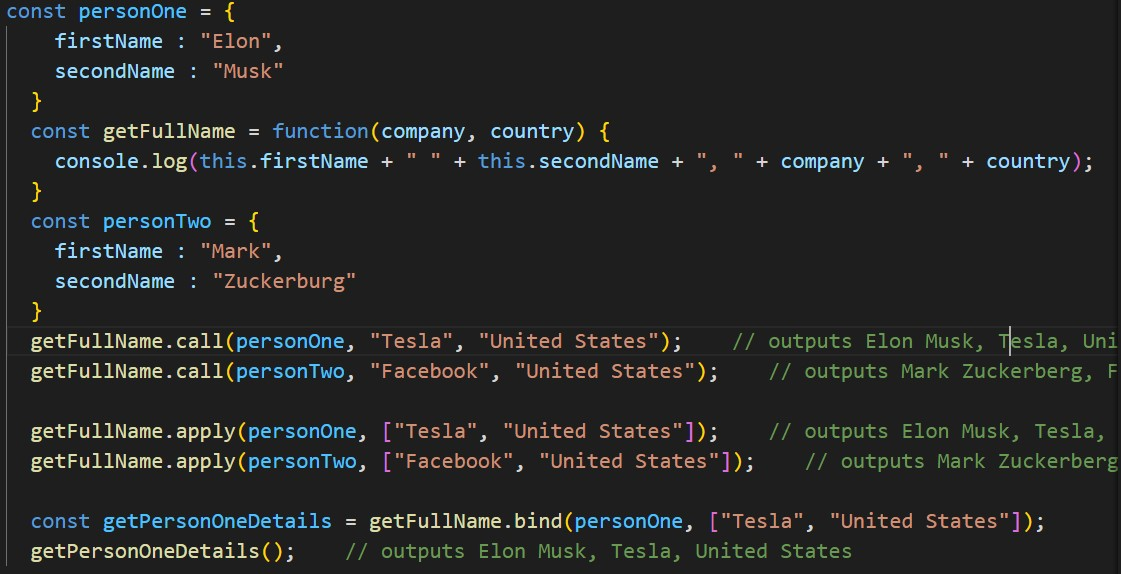 const personOne = {
firstName : "Elon",
secondName : "Musk"
}
const getFullName = function(company, country) {
console.log(this.firstName + " " + this.secondName + ", " + company + ", " + country);
}
const personTwo = {
firstName : "Mark",
secondName : "Zuckerburg"
}
getFullName.call(personOne, "Tesla", "United States"); // outputs Elon Musk, Tesla, Uni
getFullName.call(personTwo, "Facebook", "United States"); // outputs Mark Zuckerberg, F
getFullName.apply(personOne, ["Tesla", "United States"]); // outputs Elon Musk, Tesla,
getFullName.apply(personTwo, ["Facebook", "United States"]); // outputs Mark Zuckerberg
const getPersonOneDetails = getFullName.bind(personOne, ["Tesla", "United States"]);
getPersonOneDetails(); // outputs Elon Musk, Tesla, United States